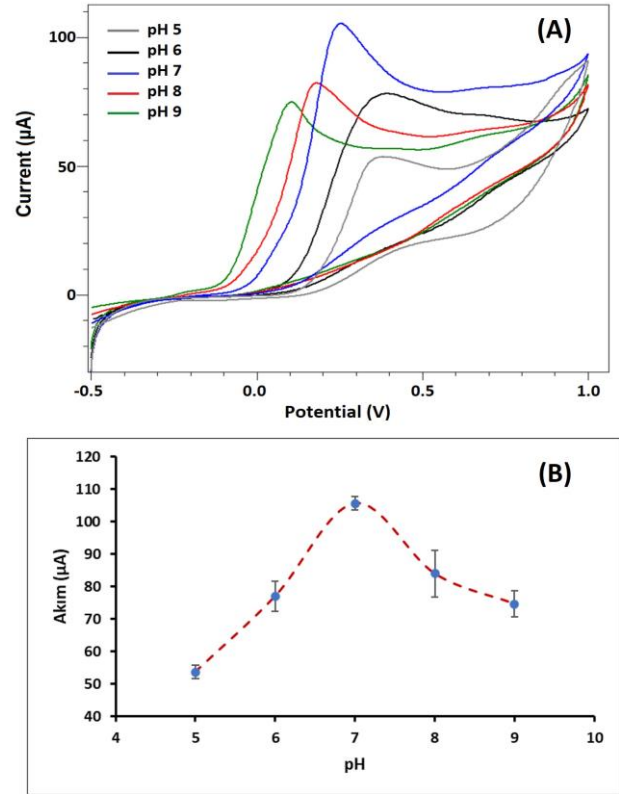 (A)
pH 5
pH 6
pH 7
pH 8
pH 9
100
50
0
Current (µA)
-0.5 0.0 0.5 1.0
Potential (V)
(B)
120
110
100
90
80
70
60
50
40
Akım (µA)
4 5 6 7 8 9 10
pH